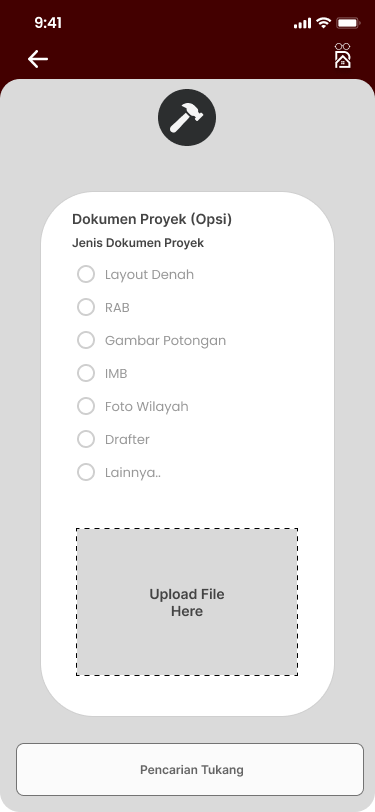 9:41
Dokumen Proyek (Opsi)
Jenis Dokumen Proyek
Layout Denah
RAB
Gambar Potongan
IMB
Foto Wilayah
Drafter
Lainnya..
Upload File
Here
Pencarian Tukang